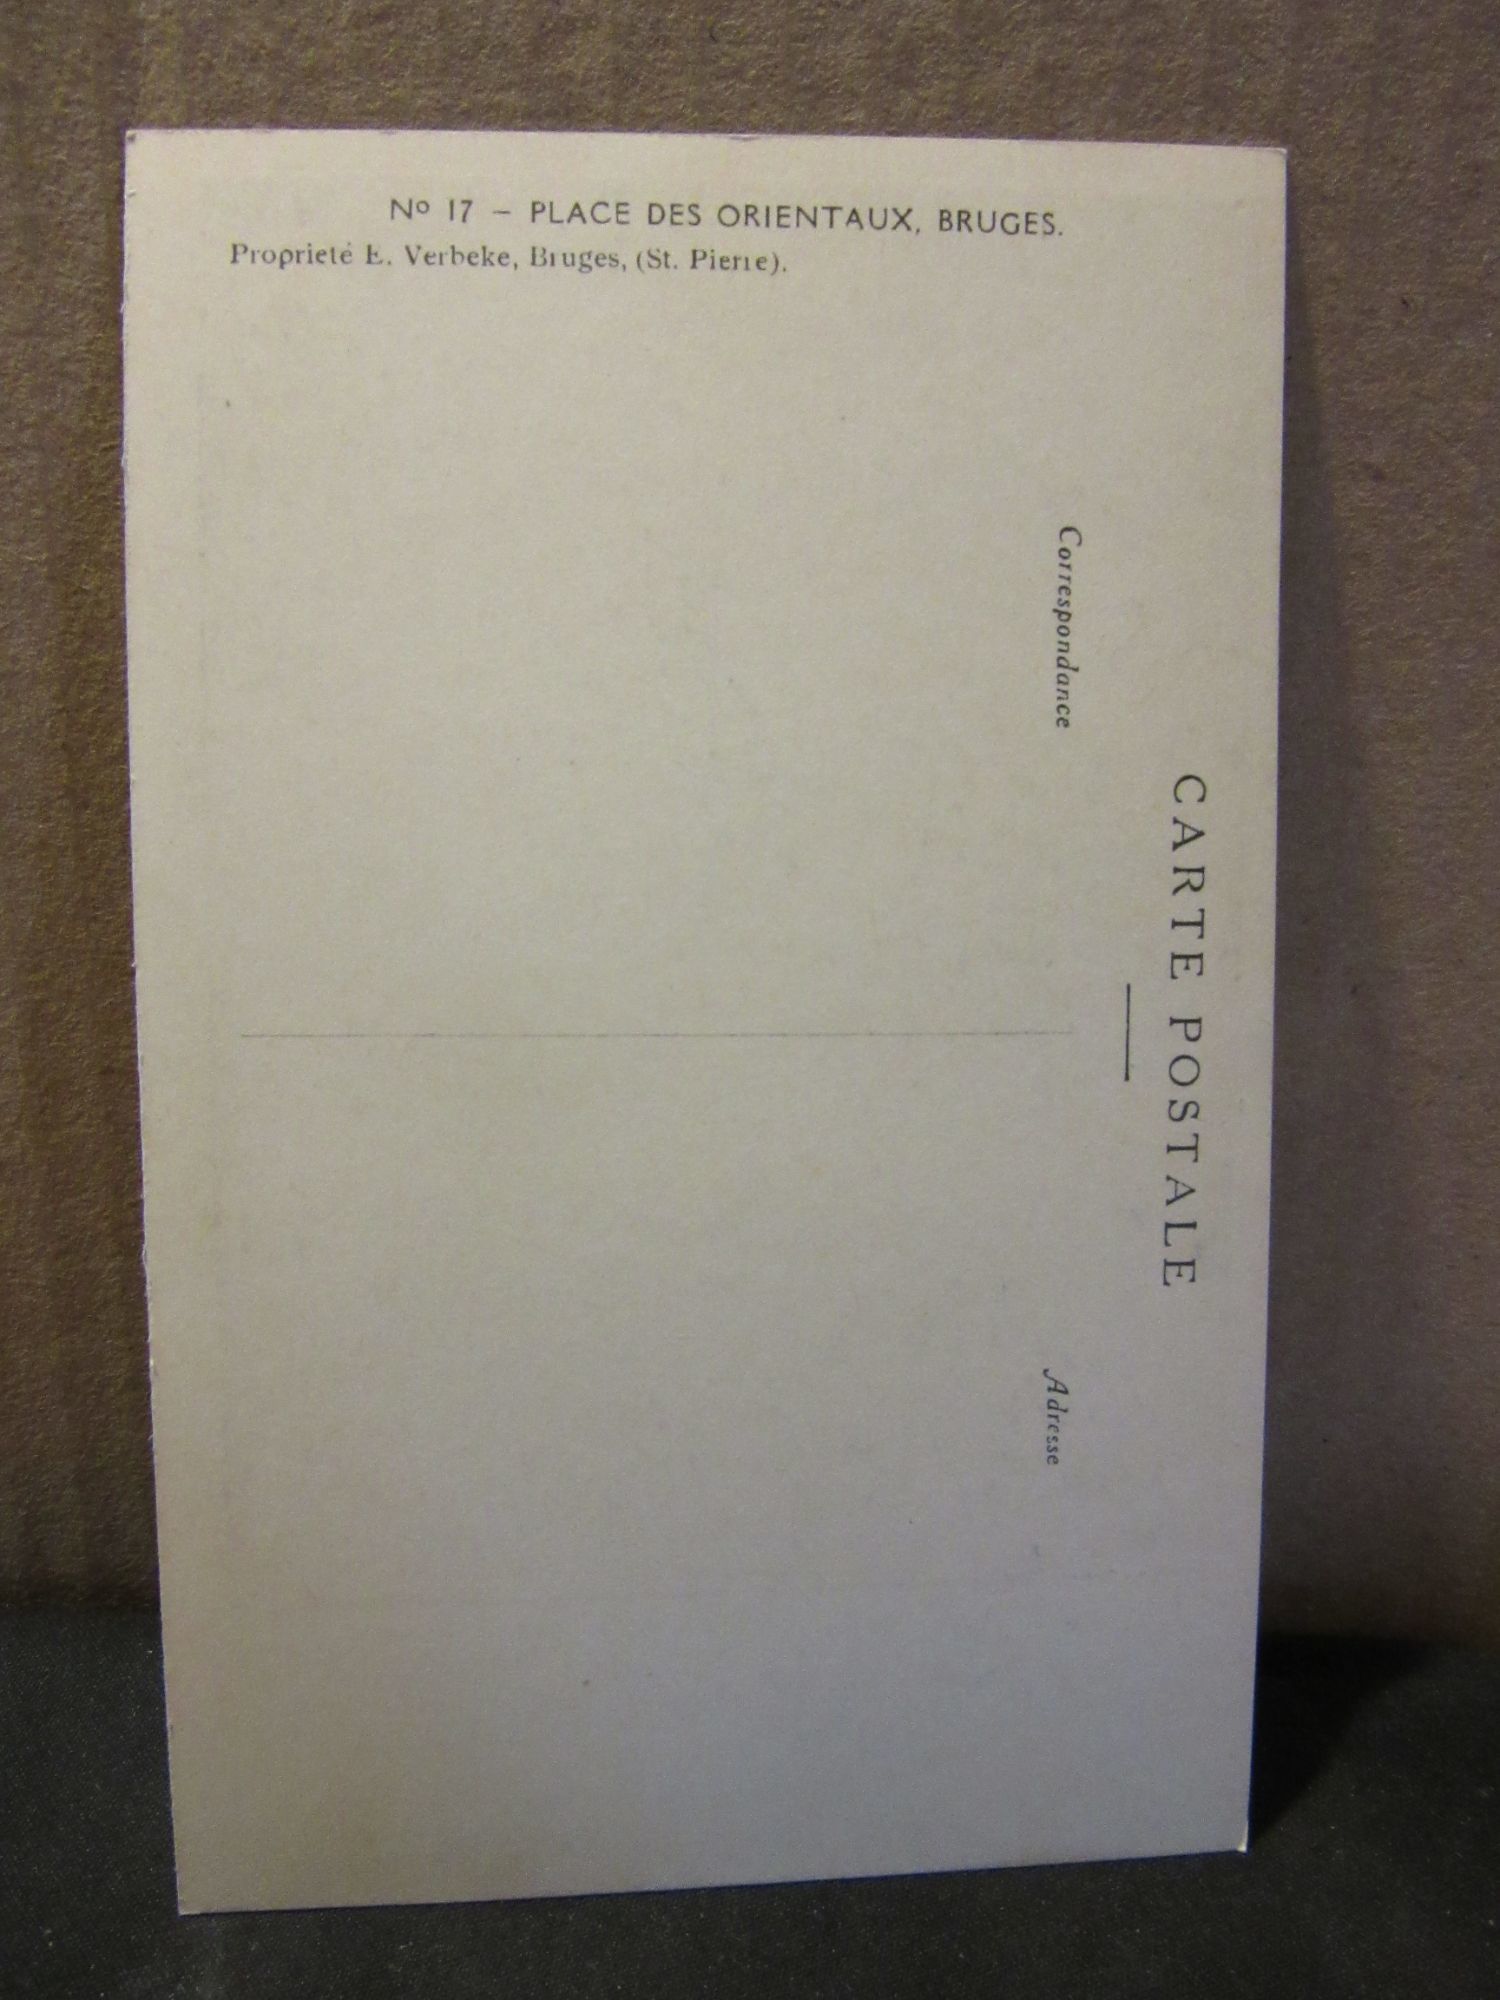 Nº 17 – PLACE DES ORIENTAUX, BRUGES.
Proprieté E. Verbeke, Bruges, (St. Pierre).
CARTE POSTALE
Correspondance
Adresse